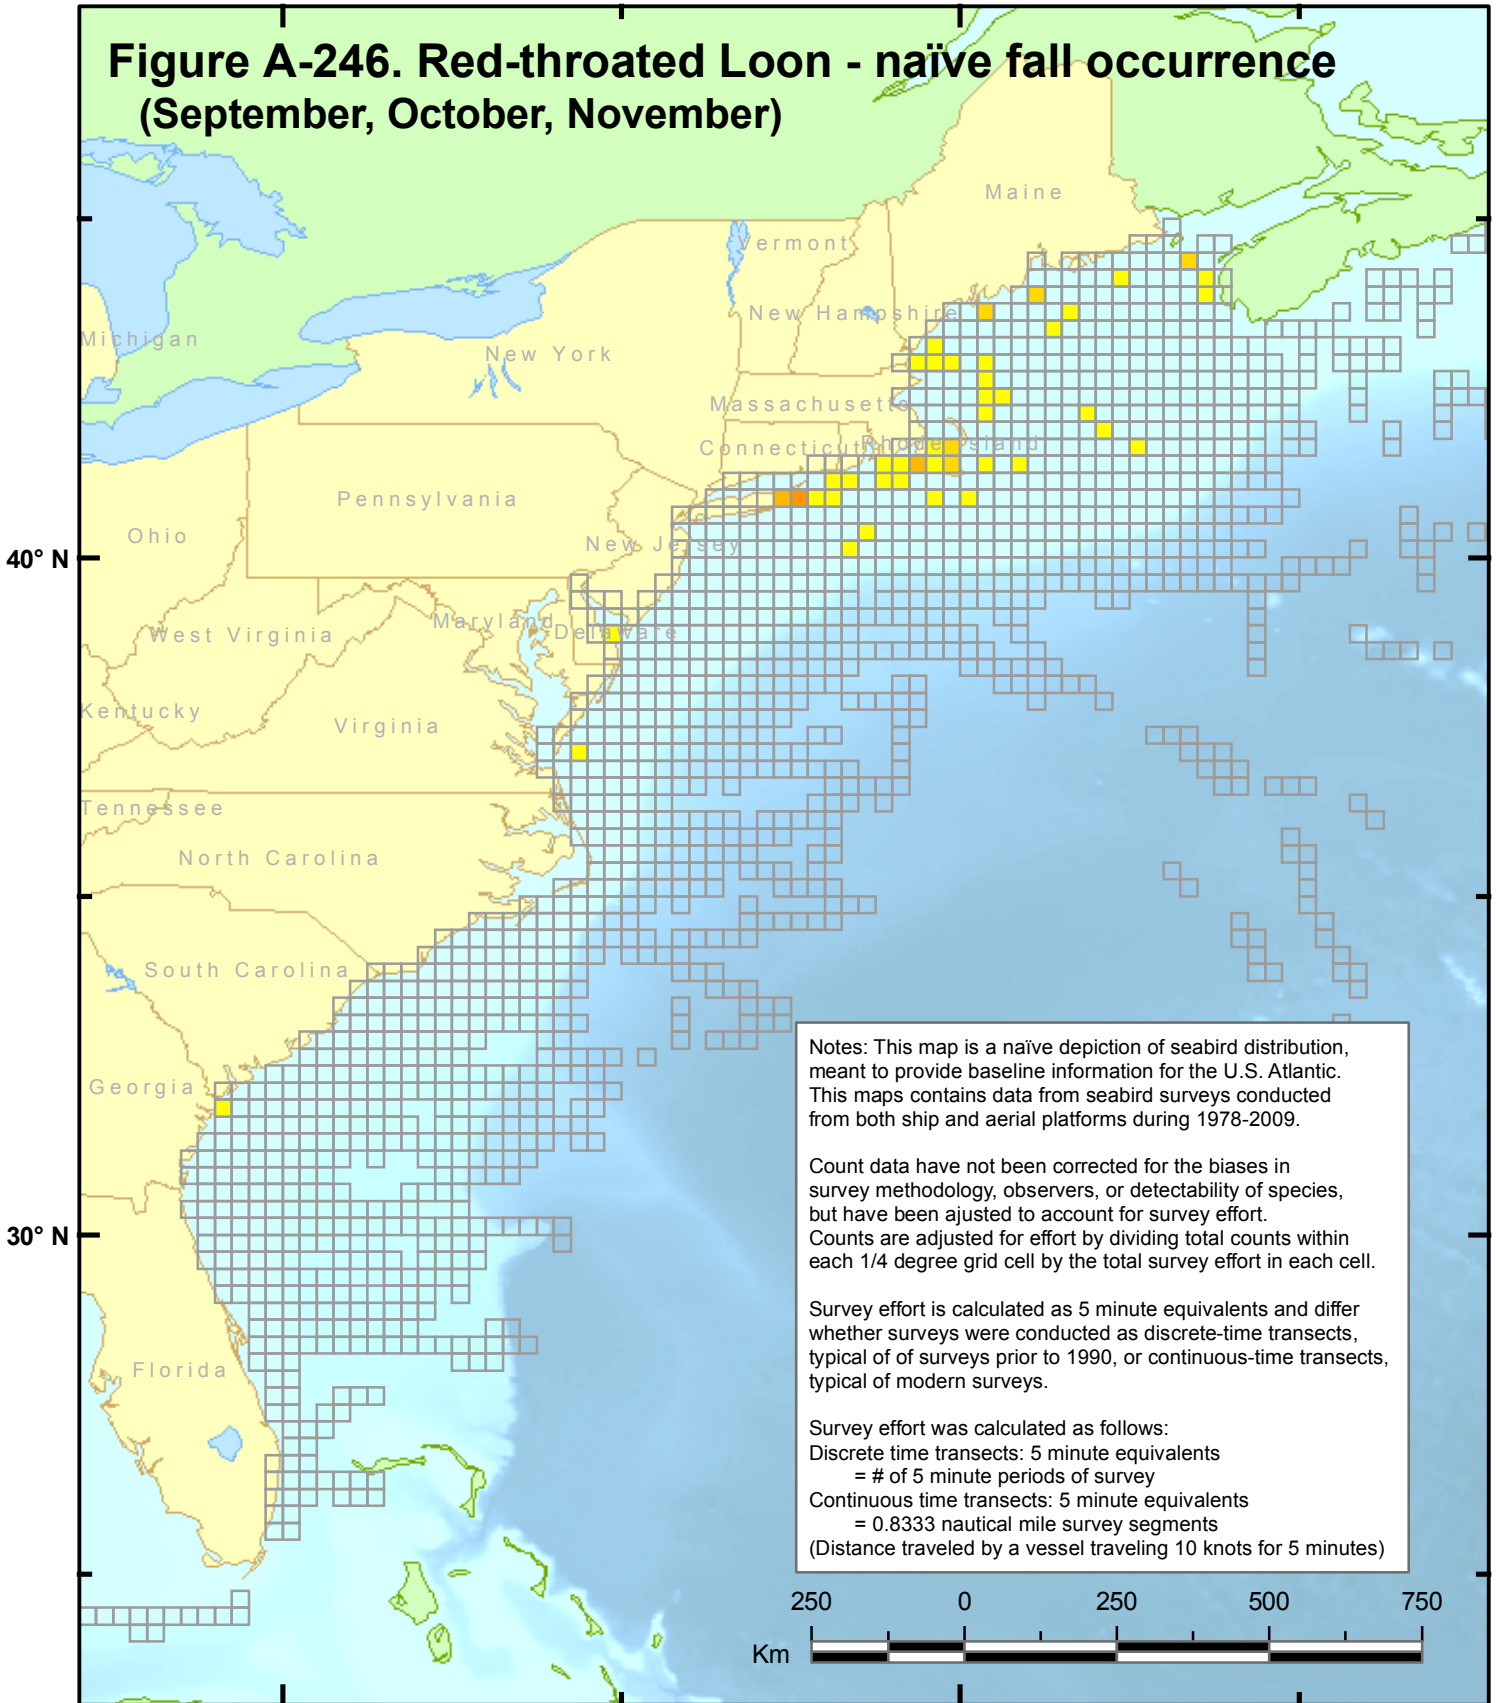 Figure A-246. Red-throated Loon - naïve fall occurrence
(September, October, November)
Maine
Vermont
New Hampshire
Michigan
New York
Massachusetts
Connecticut
Rhode Island
Pennsylvania
Ohio
New Jersey
40° N
Maryland
Delaware
West Virginia
Kentucky
Virginia
Tennessee
North Carolina
South Carolina
Georgia
30° N
Florida
Notes: This map is a naïve depiction of seabird distribution,
meant to provide baseline information for the U.S. Atlantic.
This maps contains data from seabird surveys conducted
from both ship and aerial platforms during 1978-2009.
Count data have not been corrected for the biases in
survey methodology, observers, or detectability of species,
but have been ajusted to account for survey effort.
Counts are adjusted for effort by dividing total counts within
each 1/4 degree grid cell by the total survey effort in each cell.
Survey effort is calculated as 5 minute equivalents and differ
whether surveys were conducted as discrete-time transects,
typical of of surveys prior to 1990, or continuous-time transects,
typical of modern surveys.
Survey effort was calculated as follows:
Discrete time transects: 5 minute equivalents
= # of 5 minute periods of survey
Continuous time transects: 5 minute equivalents
= 0.8333 nautical mile survey segments
(Distance traveled by a vessel traveling 10 knots for 5 minutes)
250 0 250 500 750
Km